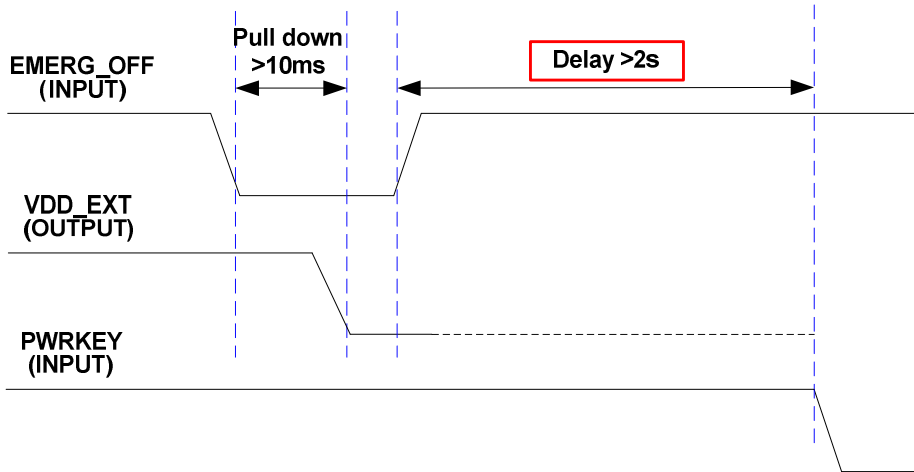 Pull down
>10ms
EMERG_OFF
(INPUT)
Delay >2s
VDD_EXT
(OUTPUT)
PWRKEY
(INPUT)